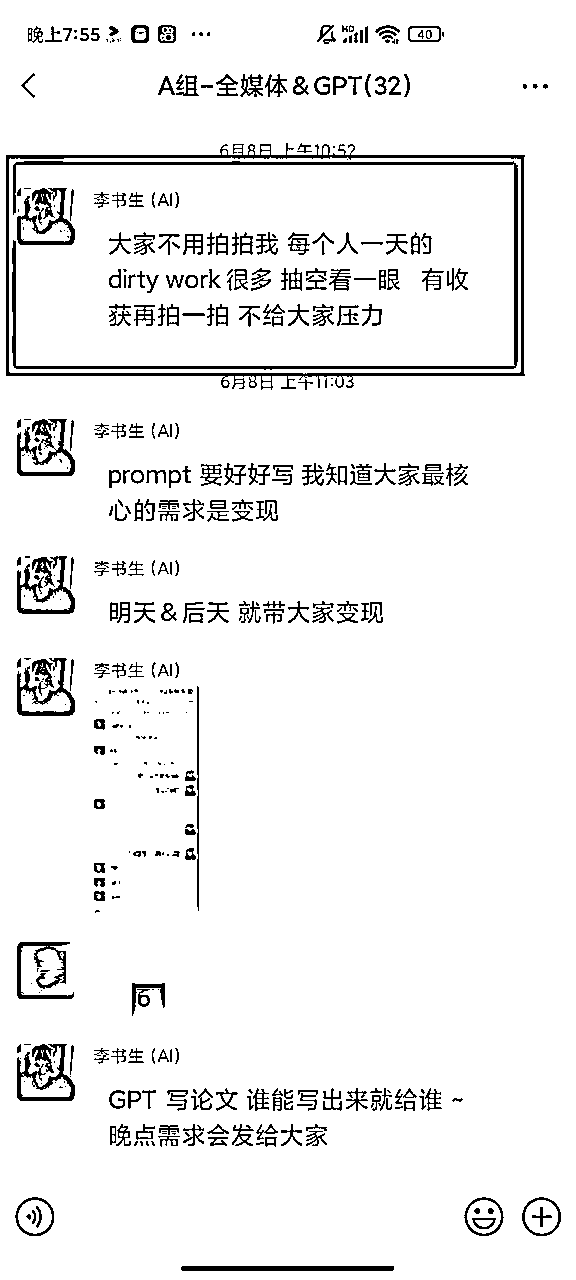 晚上7:55
40
A组-全媒体&GPT(32)
6月8日 上午10:52
李书生 (AI)
大家不用拍拍我 每个人一天的
dirty work 很多 抽空看一眼 有收
获再拍一拍 不给大家压力
6月8日 上午11:03
李书生 (AI)
prompt 要好好写 我知道大家最核
心的需求是变现
李书生 (AI)
明天&后天 就带大家变现
李书生 (AI)
6
李书生 (AI)
GPT 写论文 谁能写出来就给谁 ~
晚点需求会发给大家